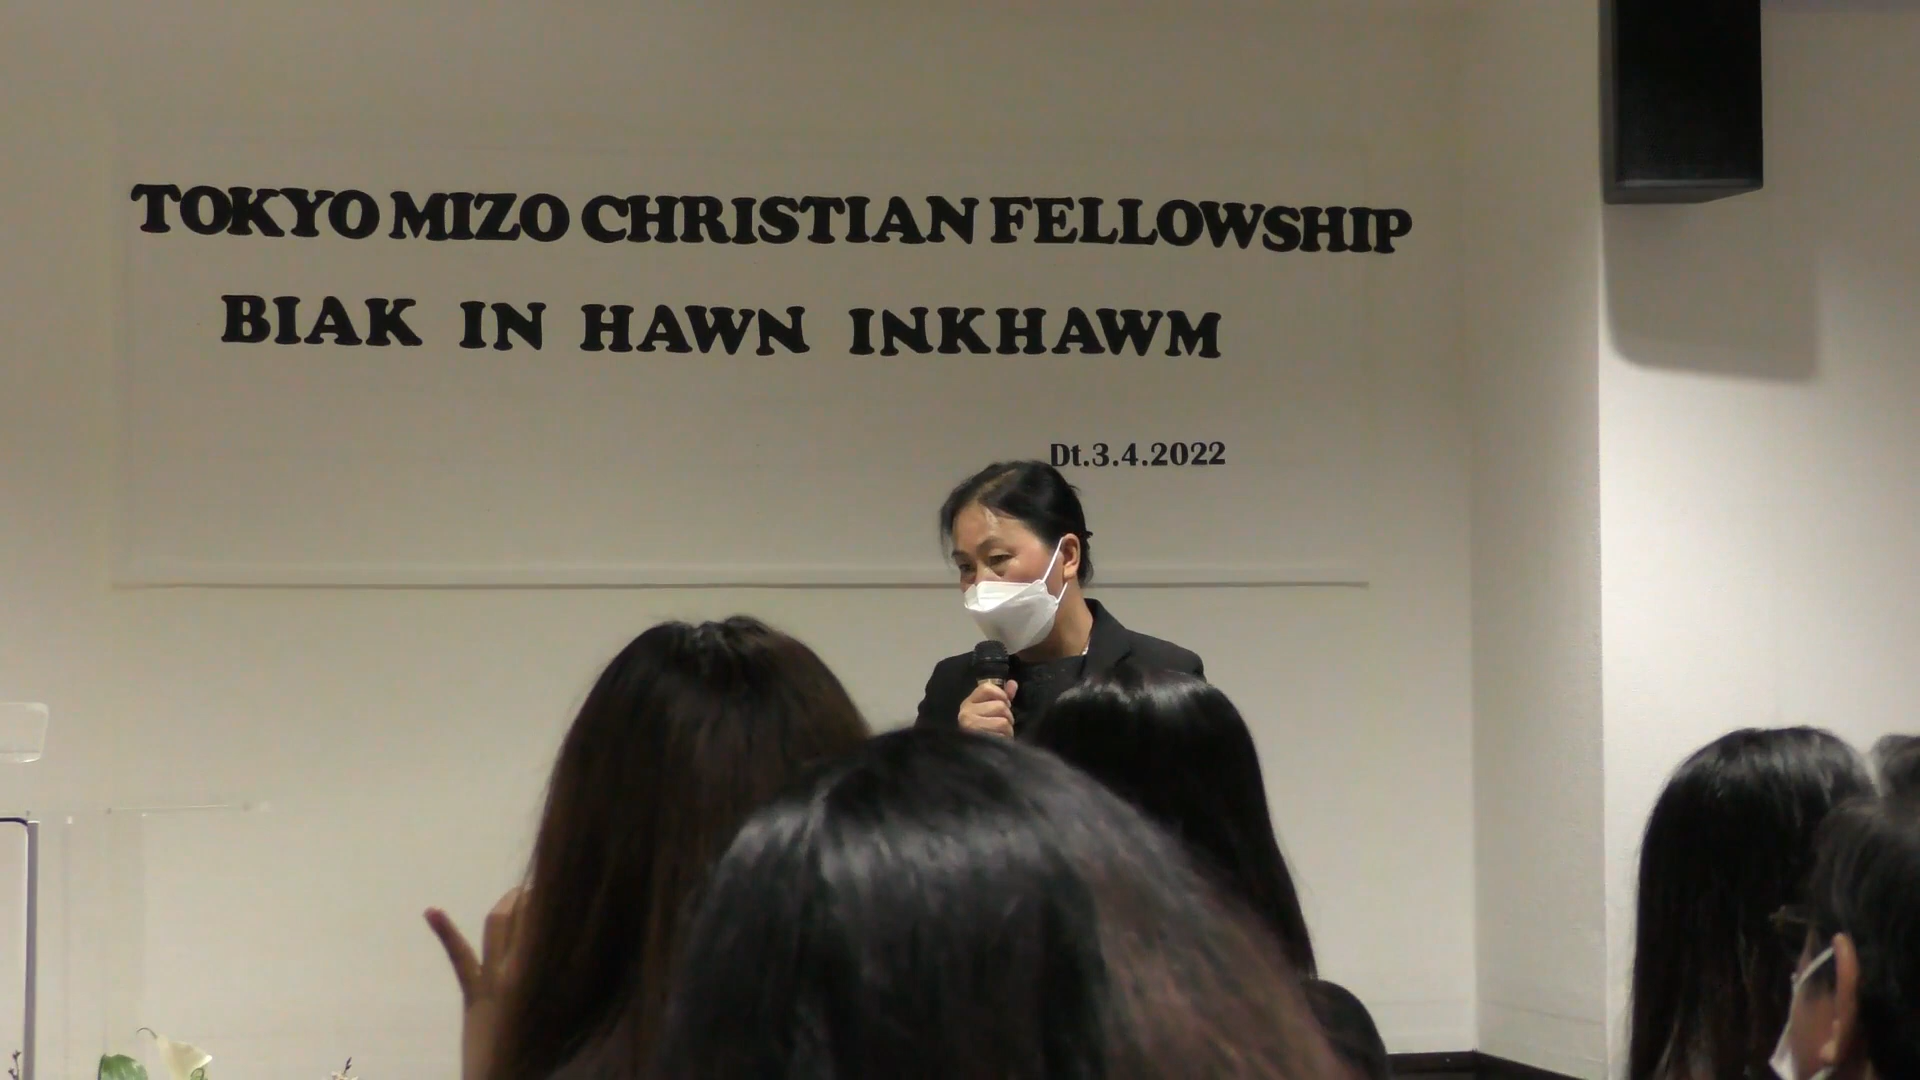 TOKYO MIZO CHRISTIAN FELLOWSHIP
BIAK IN HAWN INKHAWM
Dt.3.4.2022